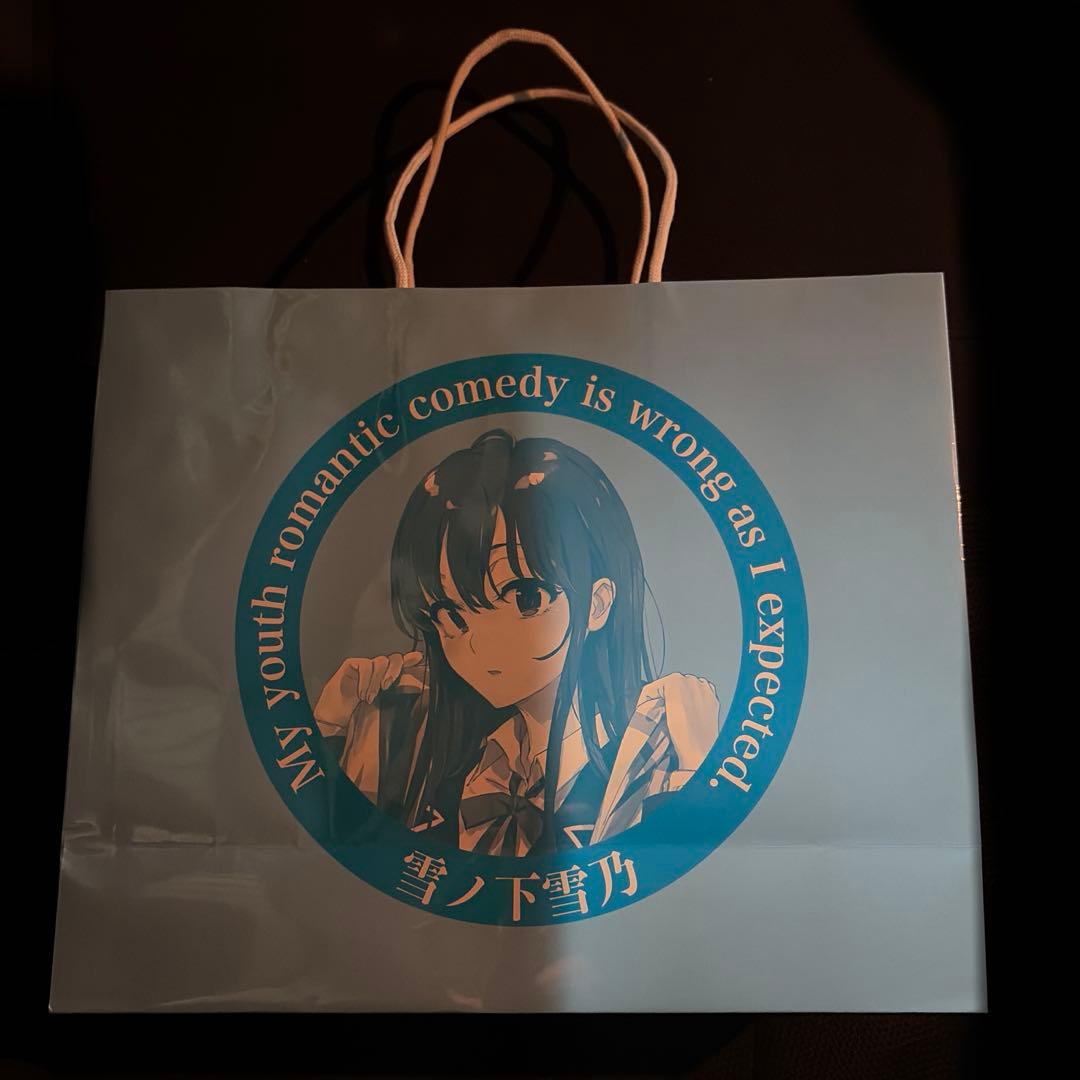 My youth romantic comedy is wrong as I expected.
雪ノ下雪乃